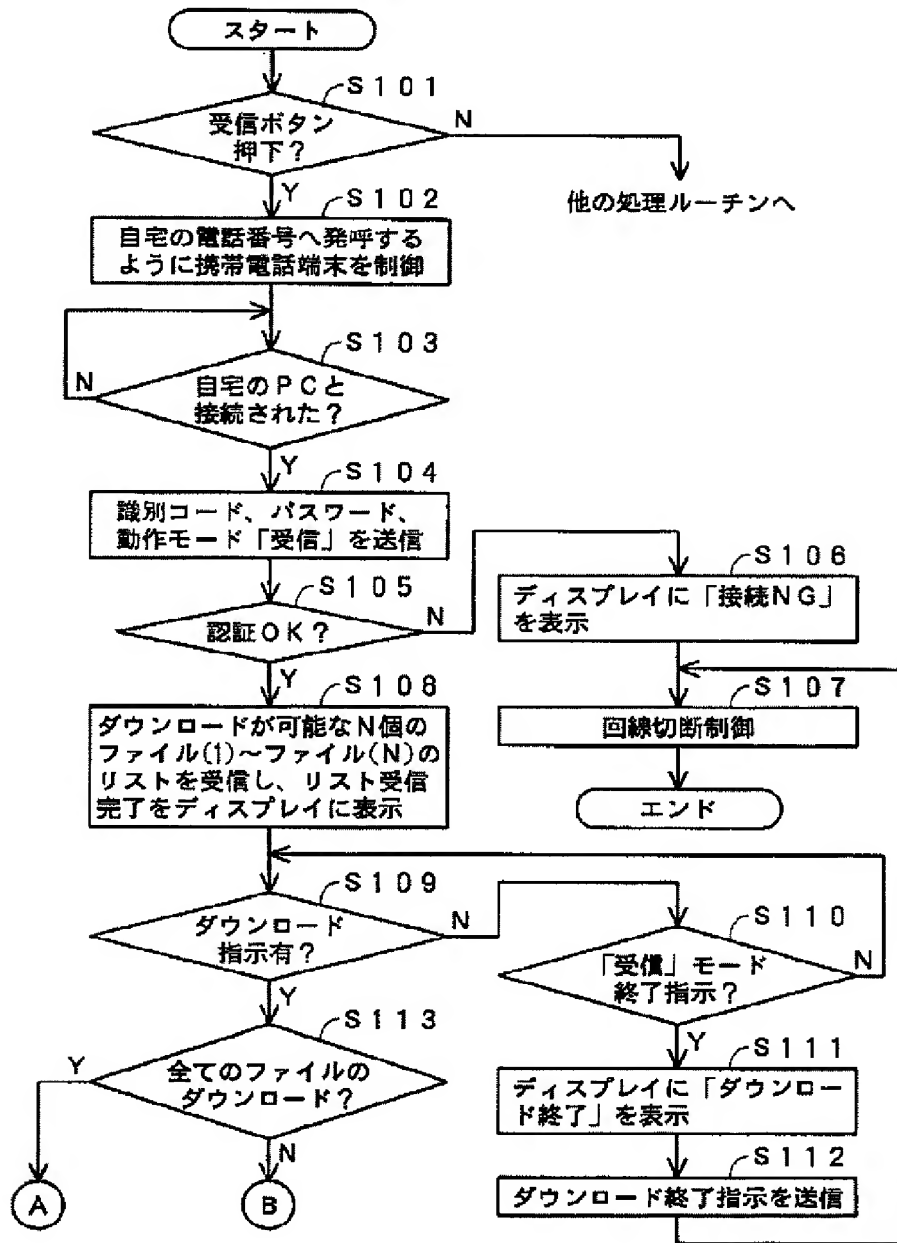 スタート
S101
受信ボタン
押下?
N
Y
他の処理ルーチンへ
S102
自宅の電話番号へ発呼する
ように携帯電話端末を制御
S103
自宅のPCと
接続された?
N
Y
S104
識別コード、パスワード、
動作モード「受信」を送信
S105
認証OK?
N
Y
S106
ディスプレイに「接続NG」
を表示
S107
回線切断制御
エンド
S108
ダウンロードが可能なN個の
ファイル(1)~ファイル(N)の
リストを受信し、リスト受信
完了をディスプレイに表示
S109
ダウンロード
指示有?
N
Y
S110
「受信」モード
終了指示?
N
Y
S111
ディスプレイに「ダウンロー
ド終了」を表示
S112
ダウンロード終了指示を送信
S113
全てのファイルの
ダウンロード?
Y
N
A
B